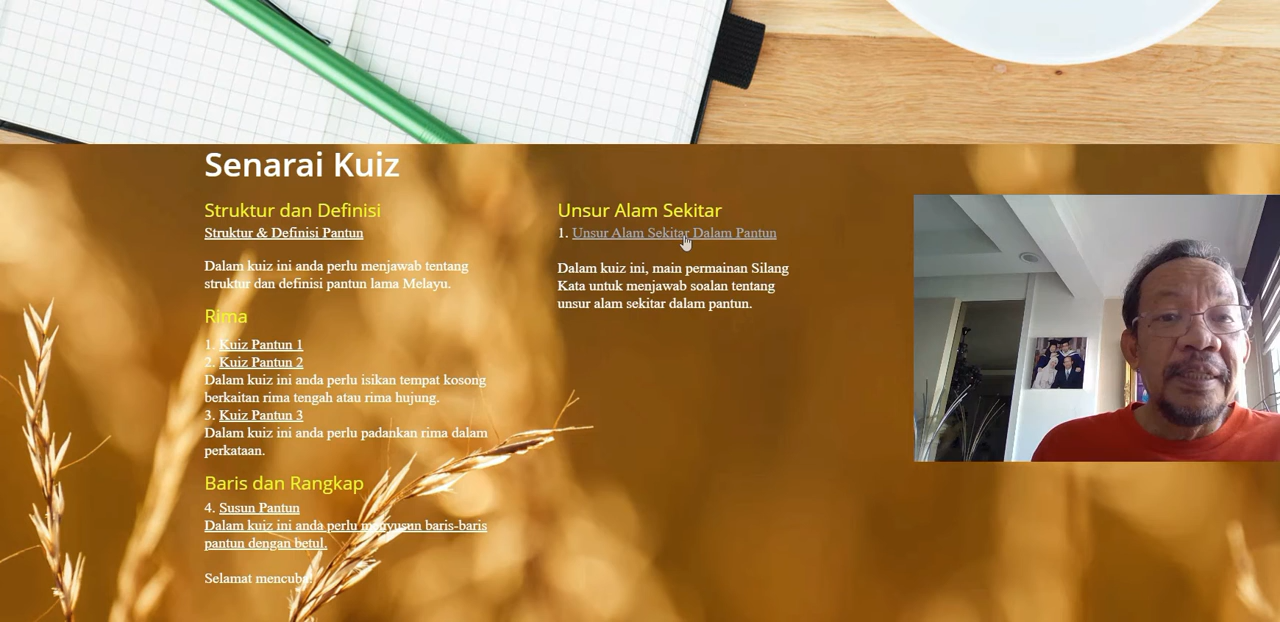 Senarai Kuiz
Struktur dan Definisi
Struktur & Definisi Pantun
Dalam kuiz ini anda perlu menjawab tentang
struktur dan definisi pantun lama Melayu.
Rima
1. Kuiz Pantun 1
2. Kuiz Pantun 2
Dalam kuiz ini anda perlu isikan tempat kosong
berkaitan rima tengah atau rima hujung.
3. Kuiz Pantun 3
Dalam kuiz ini anda perlu padankan rima dalam
perkataan.
Baris dan Rangkap
4. Susun Pantun
Dalam kuiz ini anda perlu menyusun baris-baris
pantun dengan betul.
Selamat mencuba!
Unsur Alam Sekitar
1. Unsur Alam Sekitar Dalam Pantun
Dalam kuiz ini, main permainan Silang
Kata untuk menjawab soalan tentang
unsur alam sekitar dalam pantun.